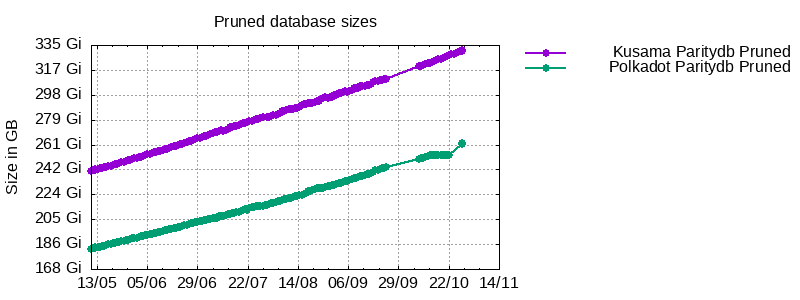 Pruned database sizes
335 Gi
317 Gi
298 Gi
279 Gi
261 Gi
242 Gi
224 Gi
205 Gi
186 Gi
168 Gi
Size in GB
13/05 05/06 29/06 22/07 14/08 06/09 29/09 22/10 14/11
Kusama Paritydb Pruned
Polkadot Paritydb Pruned